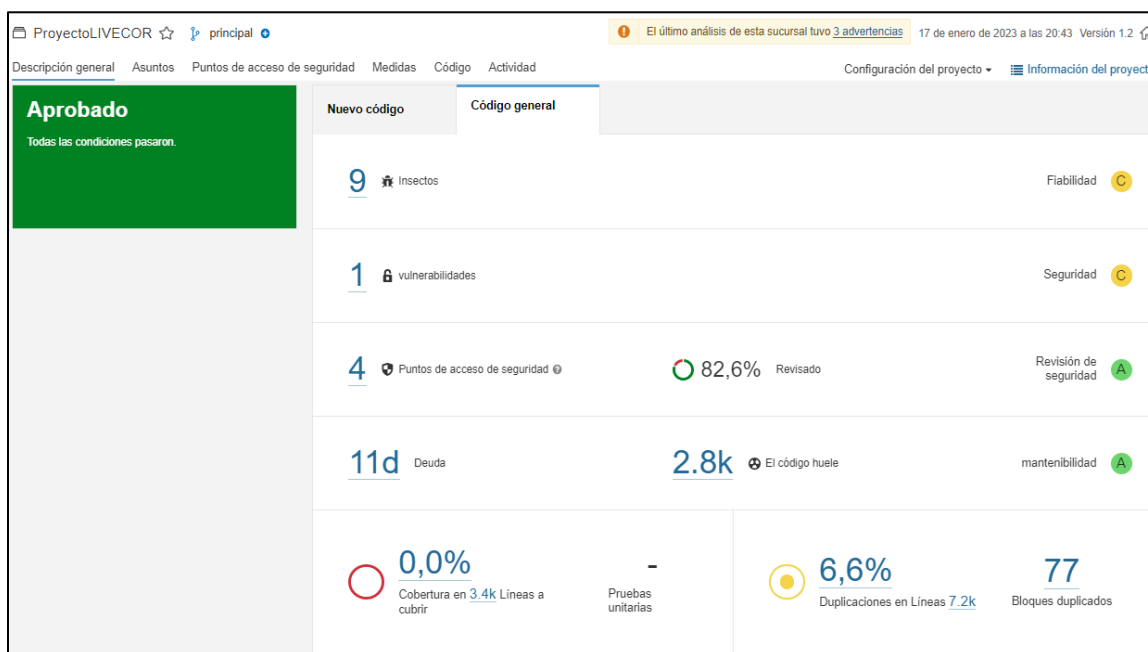 ProyectoLIVECOR principal
El último análisis de esta sucursal tuvo 3 advertencias 17 de enero de 2023 a las 20:43 Versión 1.2
Descripción general Asuntos Puntos de acceso de seguridad Medidas Código Actividad Configuración del proyecto Información del proyect
Aprobado
Todas las condiciones pasaron.
Nuevo código Código general
9 Insectos Fiabilidad C
1 vulnerabilidades Seguridad C
4 Puntos de acceso de seguridad 82,6% Revisado Revisión de
seguridad A
11d Deuda 2.8k El código huele mantenibilidad A
0,0% - 6,6% 77
Cobertura en 3.4k Líneas a
cubrir
Pruebas
unitarias
Duplicaciones en Líneas 7.2k Bloques duplicados